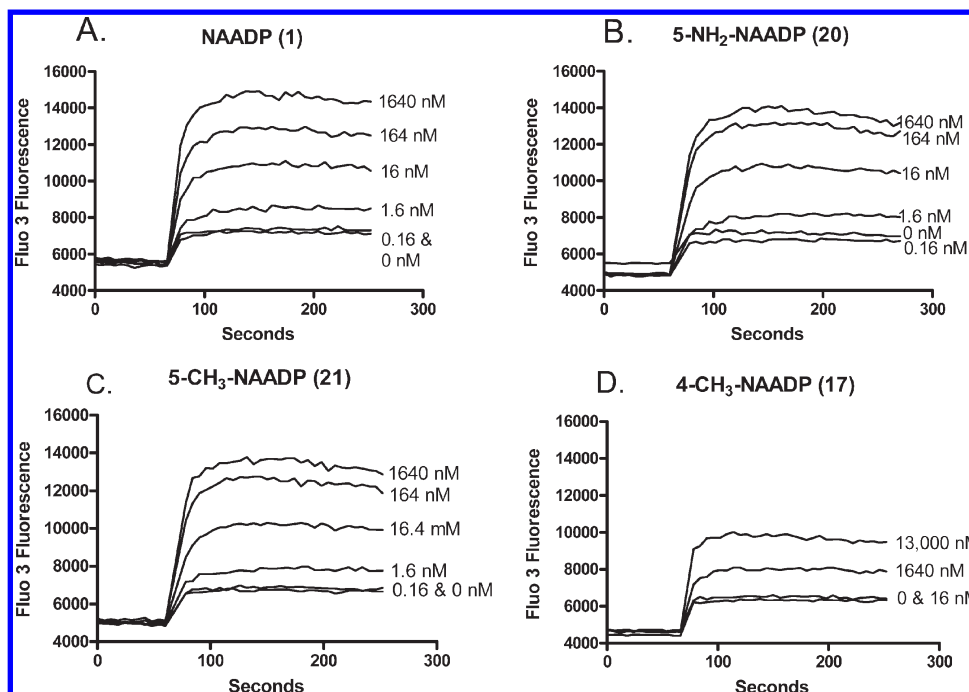 A.
NAADP (1)
Fluo 3 Fluorescence
16000
14000
12000
10000
8000
6000
4000
1640 nM
164 nM
16 nM
1.6 nM
0.16 &
0 nM
0 100 200 300
Seconds
B.
5-NH₂-NAADP (20)
Fluo 3 Fluorescence
16000
14000
12000
10000
8000
6000
4000
1640 nM
164 nM
16 nM
1.6 nM
0 nM
0.16 nM
0 100 200 300
Seconds
C.
5-CH₃-NAADP (21)
Fluo 3 Fluorescence
16000
14000
12000
10000
8000
6000
4000
1640 nM
164 nM
16.4 mM
1.6 nM
0.16 & 0 nM
0 100 200 300
Seconds
D.
4-CH₃-NAADP (17)
Fluo 3 Fluorescence
16000
14000
12000
10000
8000
6000
4000
13,000 nM
1640 nM
0 & 16 nM
0 100 200 300
Seconds